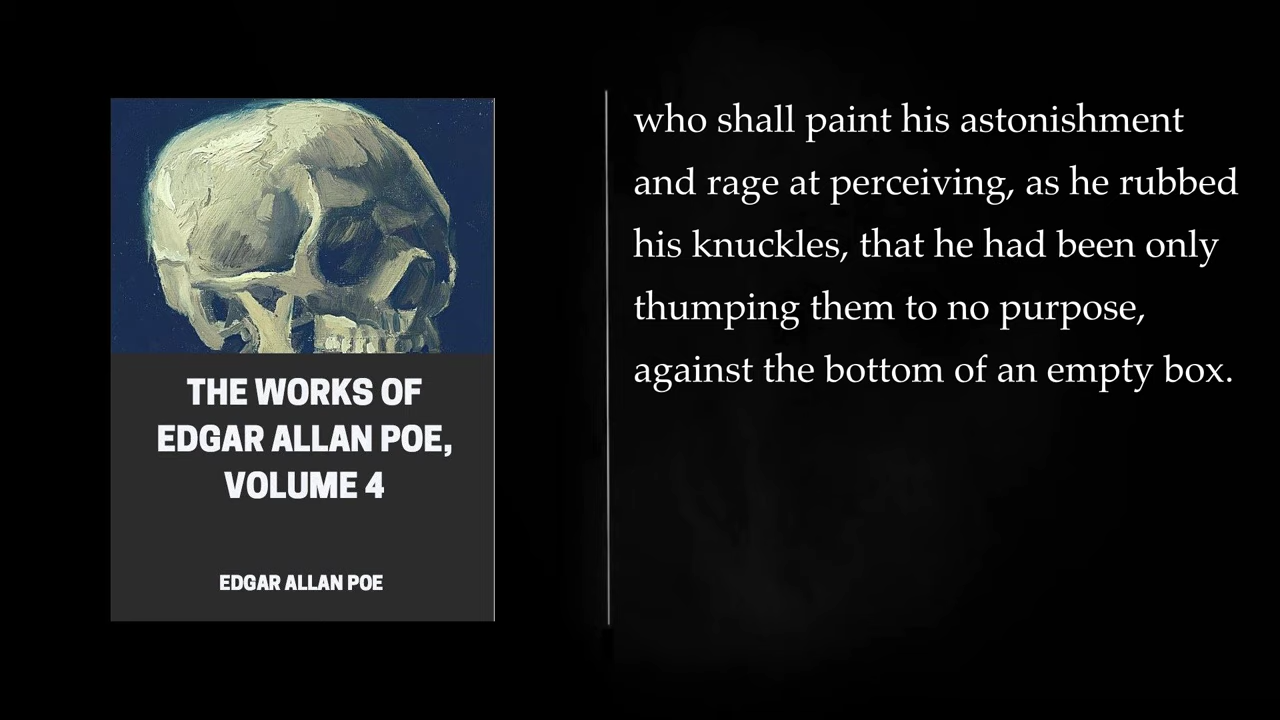 THE WORKS OF
EDGAR ALLAN POE,
VOLUME 4
EDGAR ALLAN POE
who shall paint his astonishment
and rage at perceiving, as he rubbed
his knuckles, that he had been only
thumping them to no purpose,
against the bottom of an empty box.